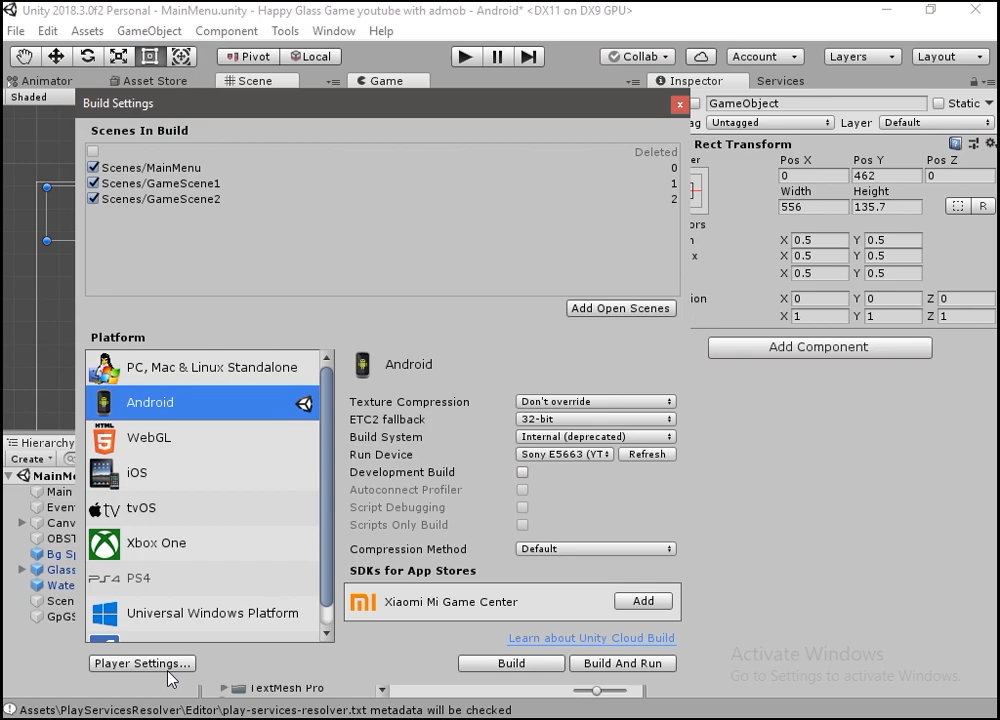 Unity 2018.3.0f2 Personal - MainMenu.unity - Happy Glass Game youtube with admob - Android* <DX11 on DX9 GPU>
File Edit Assets GameObject Component Tools Window Help
Pivot Local Collab Account Layers Layout
Animator Asset Store Scene Game Inspector Services
Shaded
Build Settings
GameObject Static
Scenes In Build
Untagged Layer Default
Deleted
Scenes/MainMenu 0
Scenes/GameScene1 1
Scenes/GameScene2 2
Rect Transform
Pos X Pos Y Pos Z
0 462 0
Width Height
556 135.7 R
X 0.5 Y 0.5
X 0.5 Y 0.5
X 0.5 Y 0.5
X 0 Y 0 Z 0
X 1 Y 1 Z 1
Add Component
Add Open Scenes
Platform
PC, Mac & Linux Standalone
Android
WebGL
HTML
iOS
tvOS
tv
Xbox One
PS4
Universal Windows Platform
Android
Texture Compression Don't override
ETC2 fallback 32-bit
Build System Internal (deprecated)
Run Device Sony E5663 (YT Refresh
Development Build
Autoconnect Profiler
Script Debugging
Scripts Only Build
Compression Method Default
SDKs for App Stores
Xiaomi Mi Game Center Add
Learn about Unity Cloud Build
Player Settings... Build Build And Run
Hierarchy
Create
MainMe
Main
Even
Canv
OBST
Bg Sp
Glass
Wate
Scen
GpGS
TextMesh Pro
Activate Windows
Go to Settings to activate Windows.
Assets\PlayServicesResolver\Editor\play-services-resolver.txt metadata will be checked